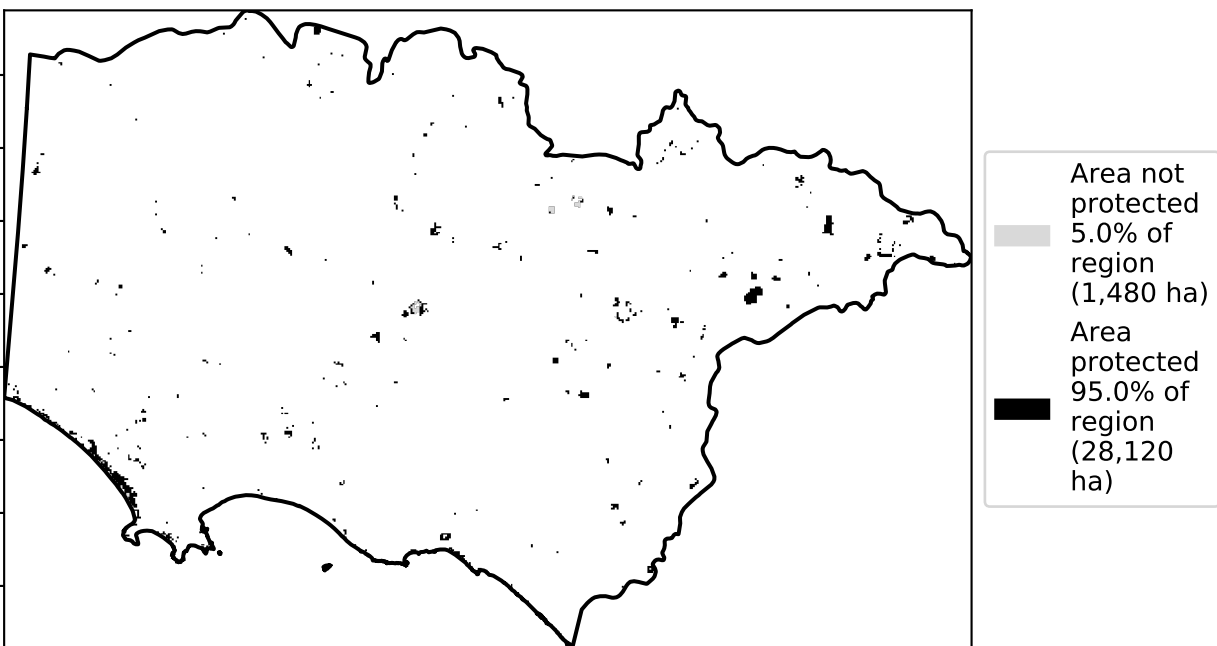 Area not
protected
5.0% of
region
(1,480 ha)
Area
protected
95.0% of
region
(28,120
ha)